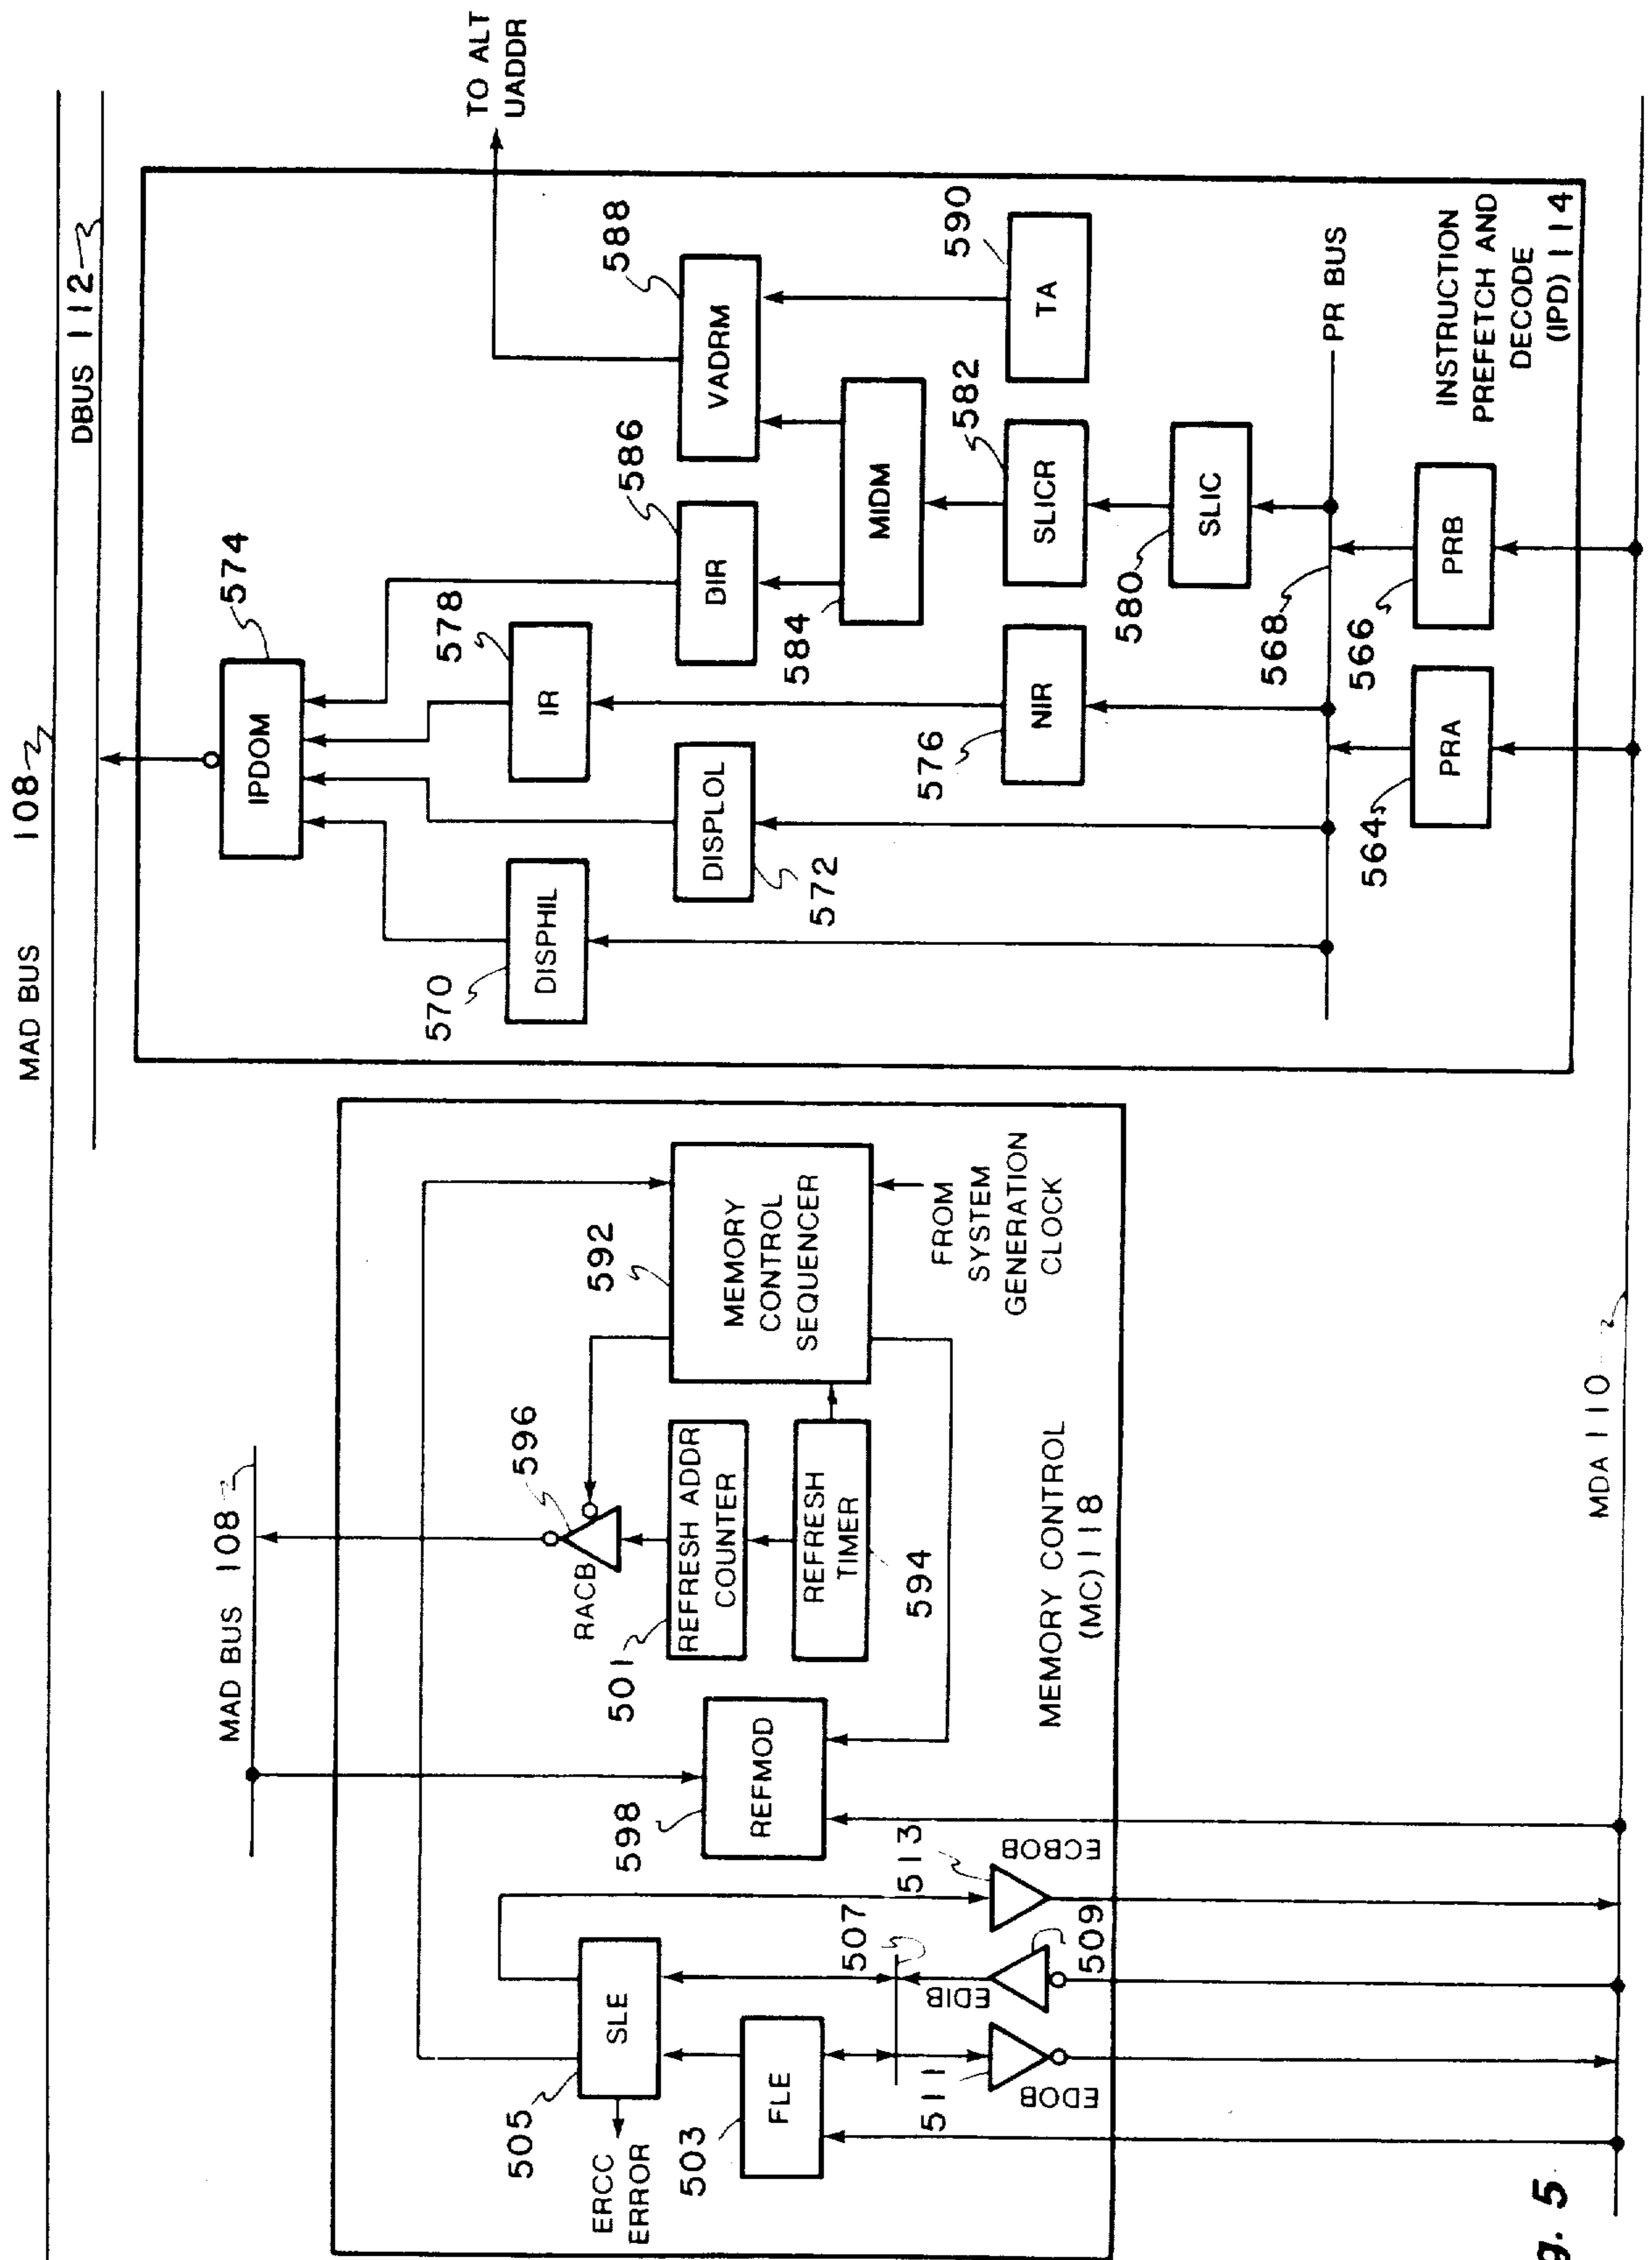 MAD BUS 108
DBUS 112
TO ALT
UADDR
MAD BUS 108
ERCC
ERROR
505
SLE
503
FLE
507
511
EDOB
EDIB
509
513
ECBOB
598
REFMOD
RACB
596
501
REFRESH ADDR
COUNTER
REFRESH
TIMER
594
592
MEMORY
CONTROL
SEQUENCER
FROM
SYSTEM
GENERATION
CLOCK
MEMORY CONTROL
(MC) 118
574
IPDOM
570
DISPHIL
578
IR
572
DISPLOL
586
DIR
588
VADRM
584
MIDM
576
NIR
582
SLICR
590
TA
580
SLIC
568
PR BUS
564
PRA
566
PRB
INSTRUCTION
PREFETCH AND
DECODE
(IPD) 114
MDA 110
g. 5